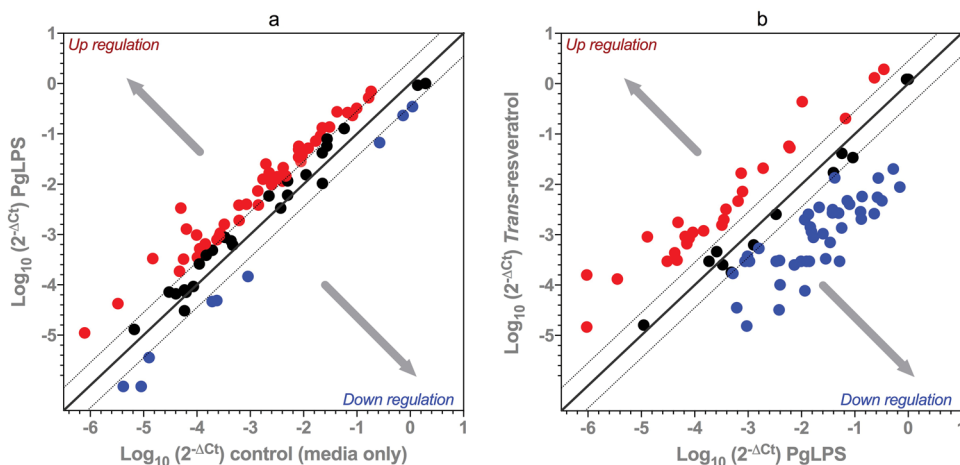 a
Up regulation
Down regulation
1
0
-1
-2
-3
-4
-5
-6 -5 -4 -3 -2 -1 0 1
Log10 (2-ΔCt) PgLPS
Log10 (2-ΔCt) control (media only)
b
Up regulation
Down regulation
1
0
-1
-2
-3
-4
-5
-6 -5 -4 -3 -2 -1 0 1
Log10 (2-ΔCt) Trans-resveratrol
Log10 (2-ΔCt) PgLPS